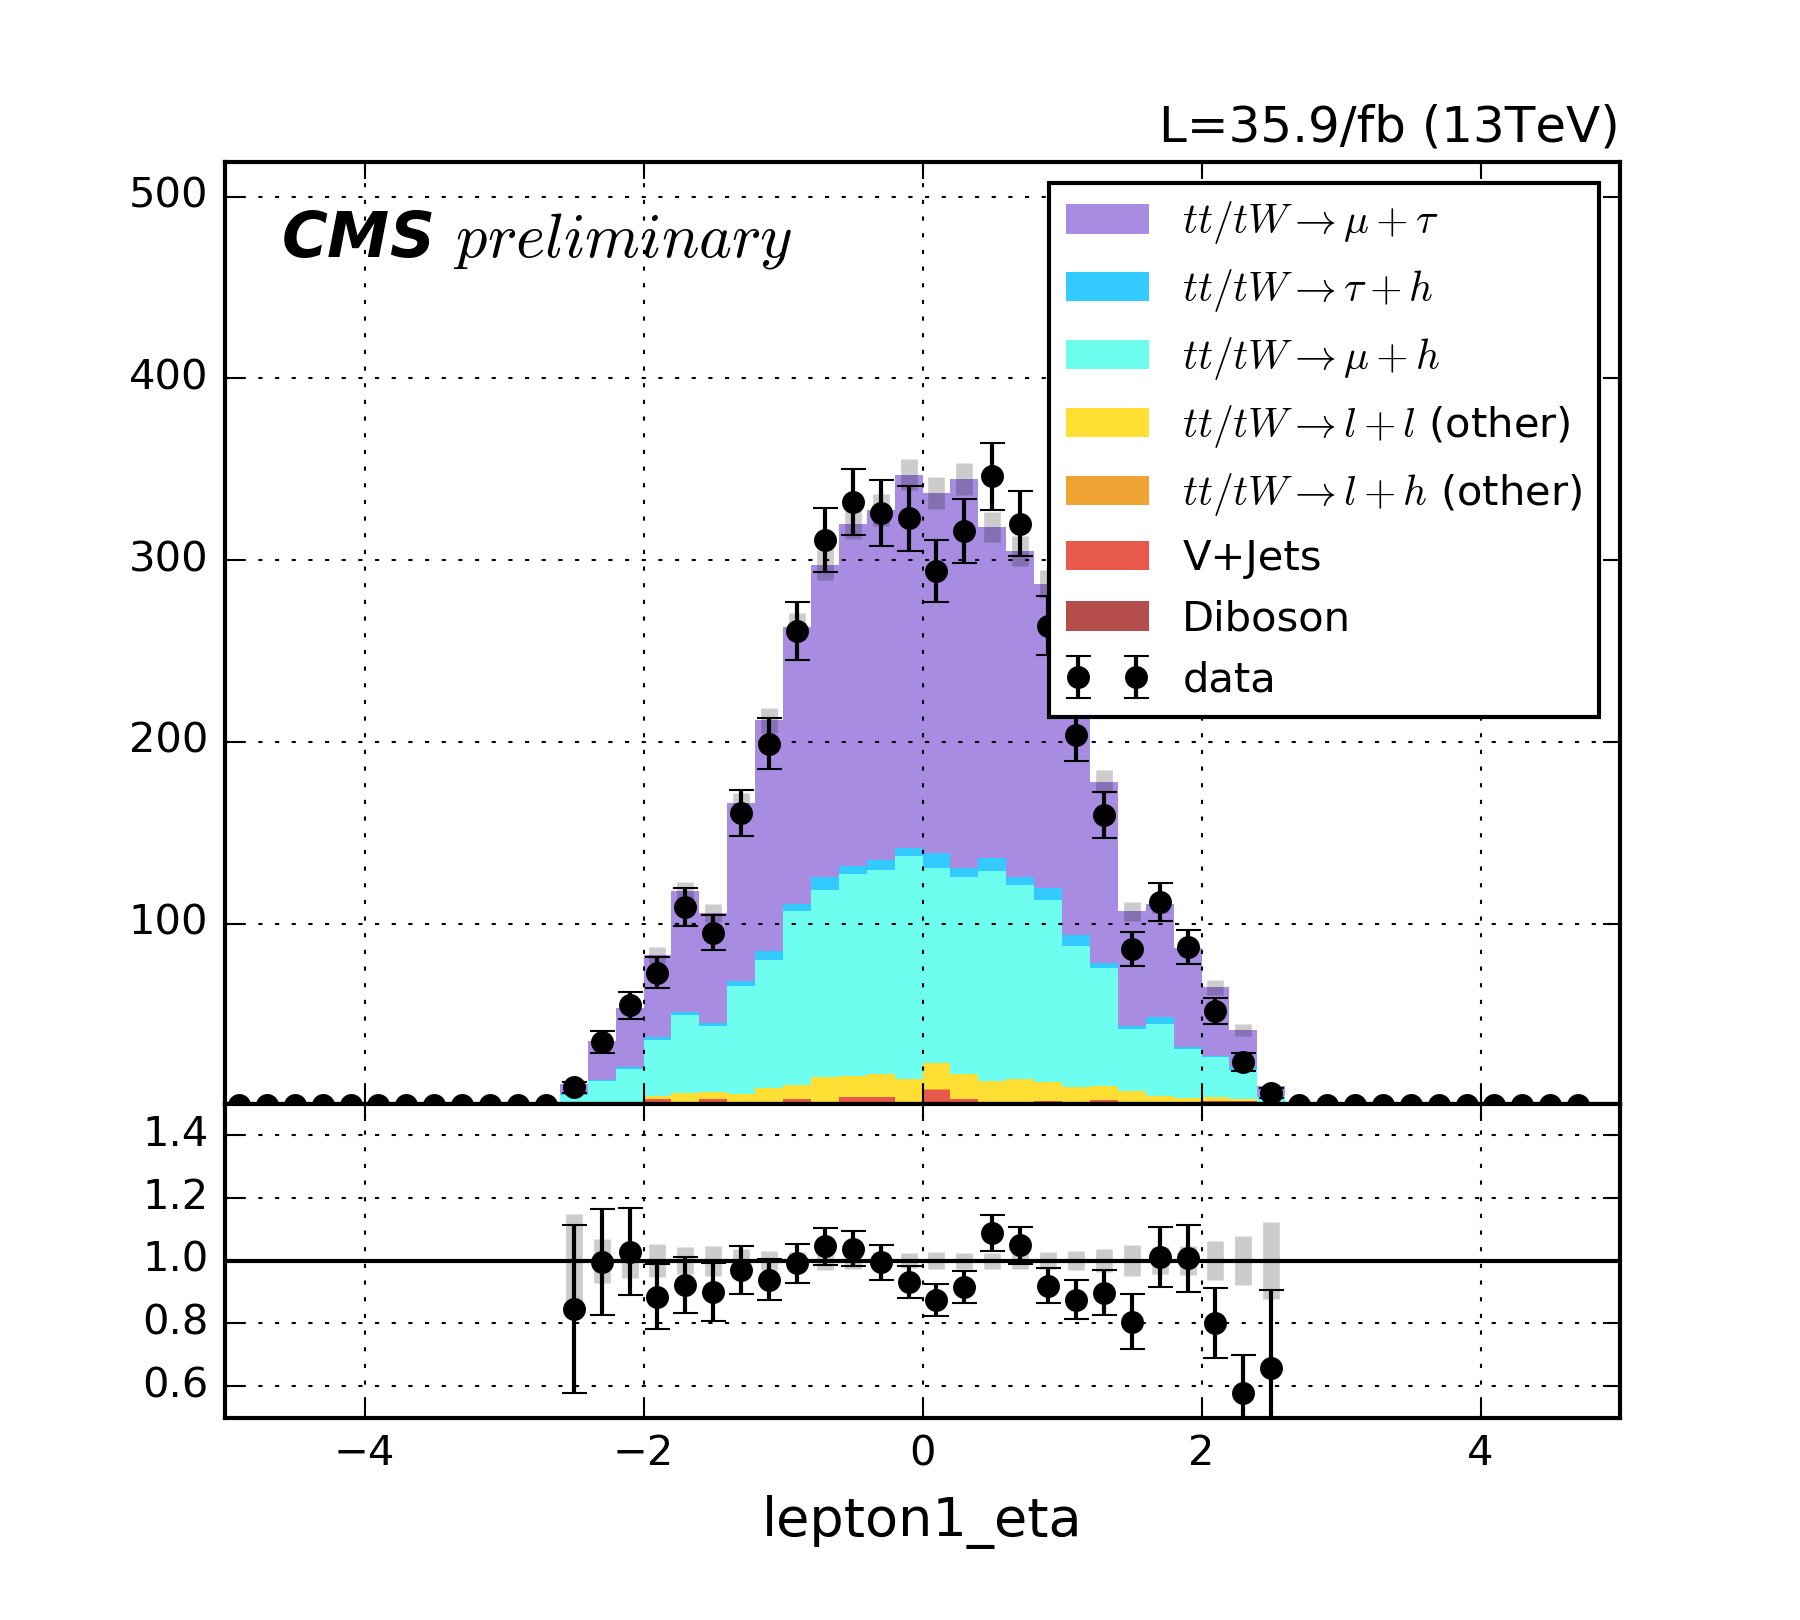 L=35.9/fb (13TeV)
CMS preliminary
500
400
300
200
100
tt/tW → μ + τ
tt/tW → τ + h
tt/tW → μ + h
tt/tW → l + l (other)
tt/tW → l + h (other)
V+Jets
Diboson
data
1.4
1.2
1.0
0.8
0.6
−4 −2 0 2 4
lepton1_eta